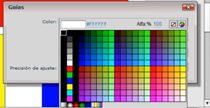 Guías
Color:
#FFFFFF
Alfa %
100
Precisión de ajuste: